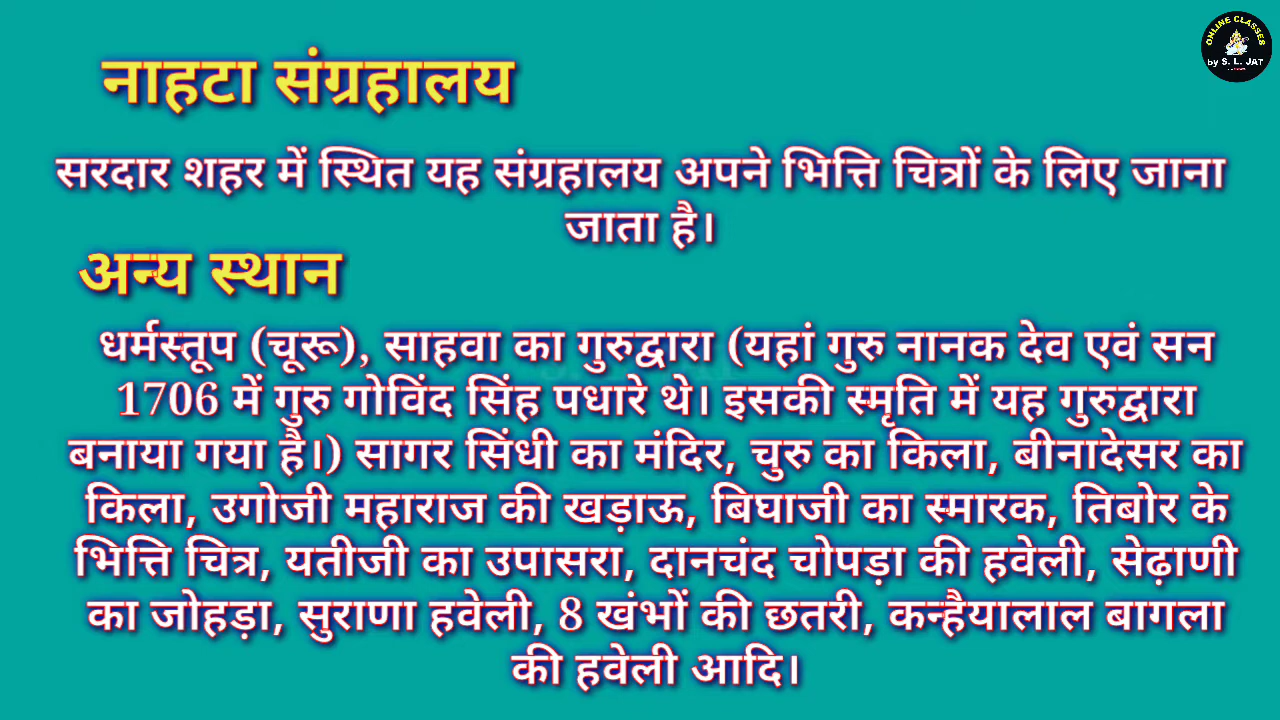 ONLINE CLASSES
by S. L. JAT
नाहटा संग्रहालय
सरदार शहर में स्थित यह संग्रहालय अपने भित्ति चित्रों के लिए जाना
जाता है।
अन्य स्थान
धर्मस्तूप (चूरू), साहवा का गुरुद्वारा (यहां गुरु नानक देव एवं सन
1706 में गुरु गोविंद सिंह पधारे थे। इसकी स्मृति में यह गुरुद्वारा
बनाया गया है।) सागर सिंधी का मंदिर, चुरु का किला, बीनादेसर का
किला, उगोजी महाराज की खड़ाऊ, बिघाजी का स्मारक, तिबोर के
भित्ति चित्र, यतीजी का उपासरा, दानचंद चोपड़ा की हवेली, सेढ़ाणी
का जोहड़ा, सुराणा हवेली, 8 खंभों की छतरी, कन्हैयालाल बागला
की हवेली आदि।